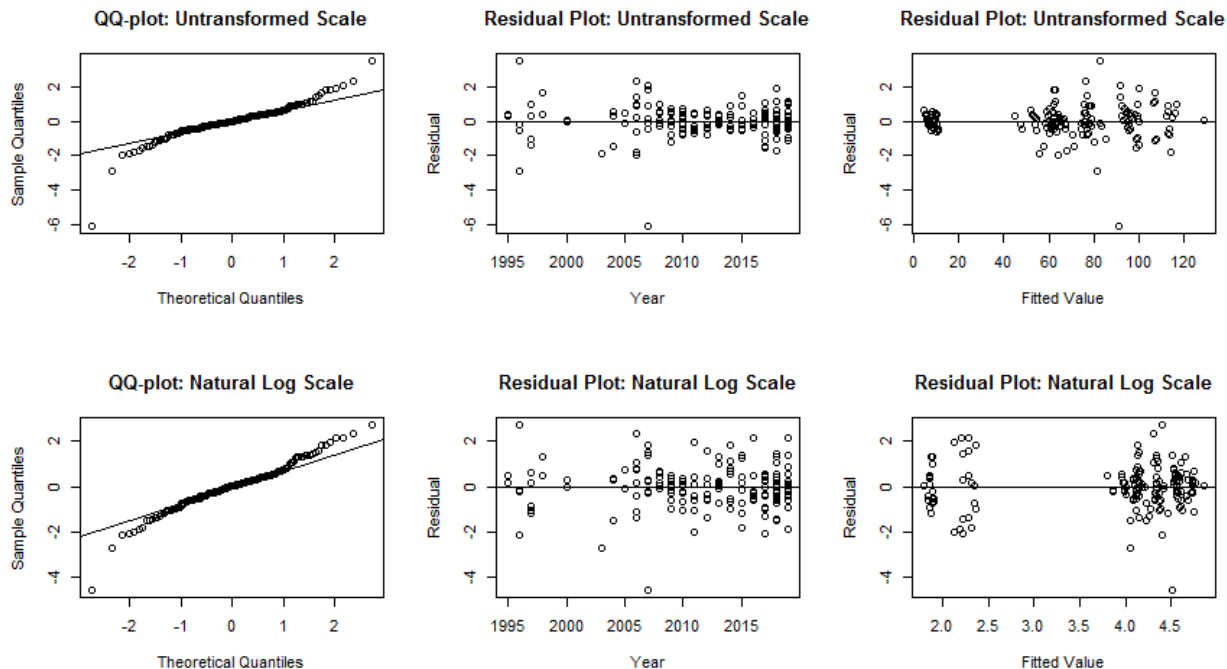 QQ-plot: Untransformed Scale
Sample Quantiles
2
0
-2
-4
-6
-2 -1 0 1 2
Theoretical Quantiles
Residual Plot: Untransformed Scale
Residual
2
0
-2
-4
-6
1995 2000 2005 2010 2015
Year
Residual Plot: Untransformed Scale
Residual
2
0
-2
-4
-6
0 20 40 60 80 100 120
Fitted Value
QQ-plot: Natural Log Scale
Sample Quantiles
2
0
-2
-4
-2 -1 0 1 2
Theoretical Quantiles
Residual Plot: Natural Log Scale
Residual
2
0
-2
-4
1995 2000 2005 2010 2015
Year
Residual Plot: Natural Log Scale
Residual
2
0
-2
-4
2.0 2.5 3.0 3.5 4.0 4.5
Fitted Value